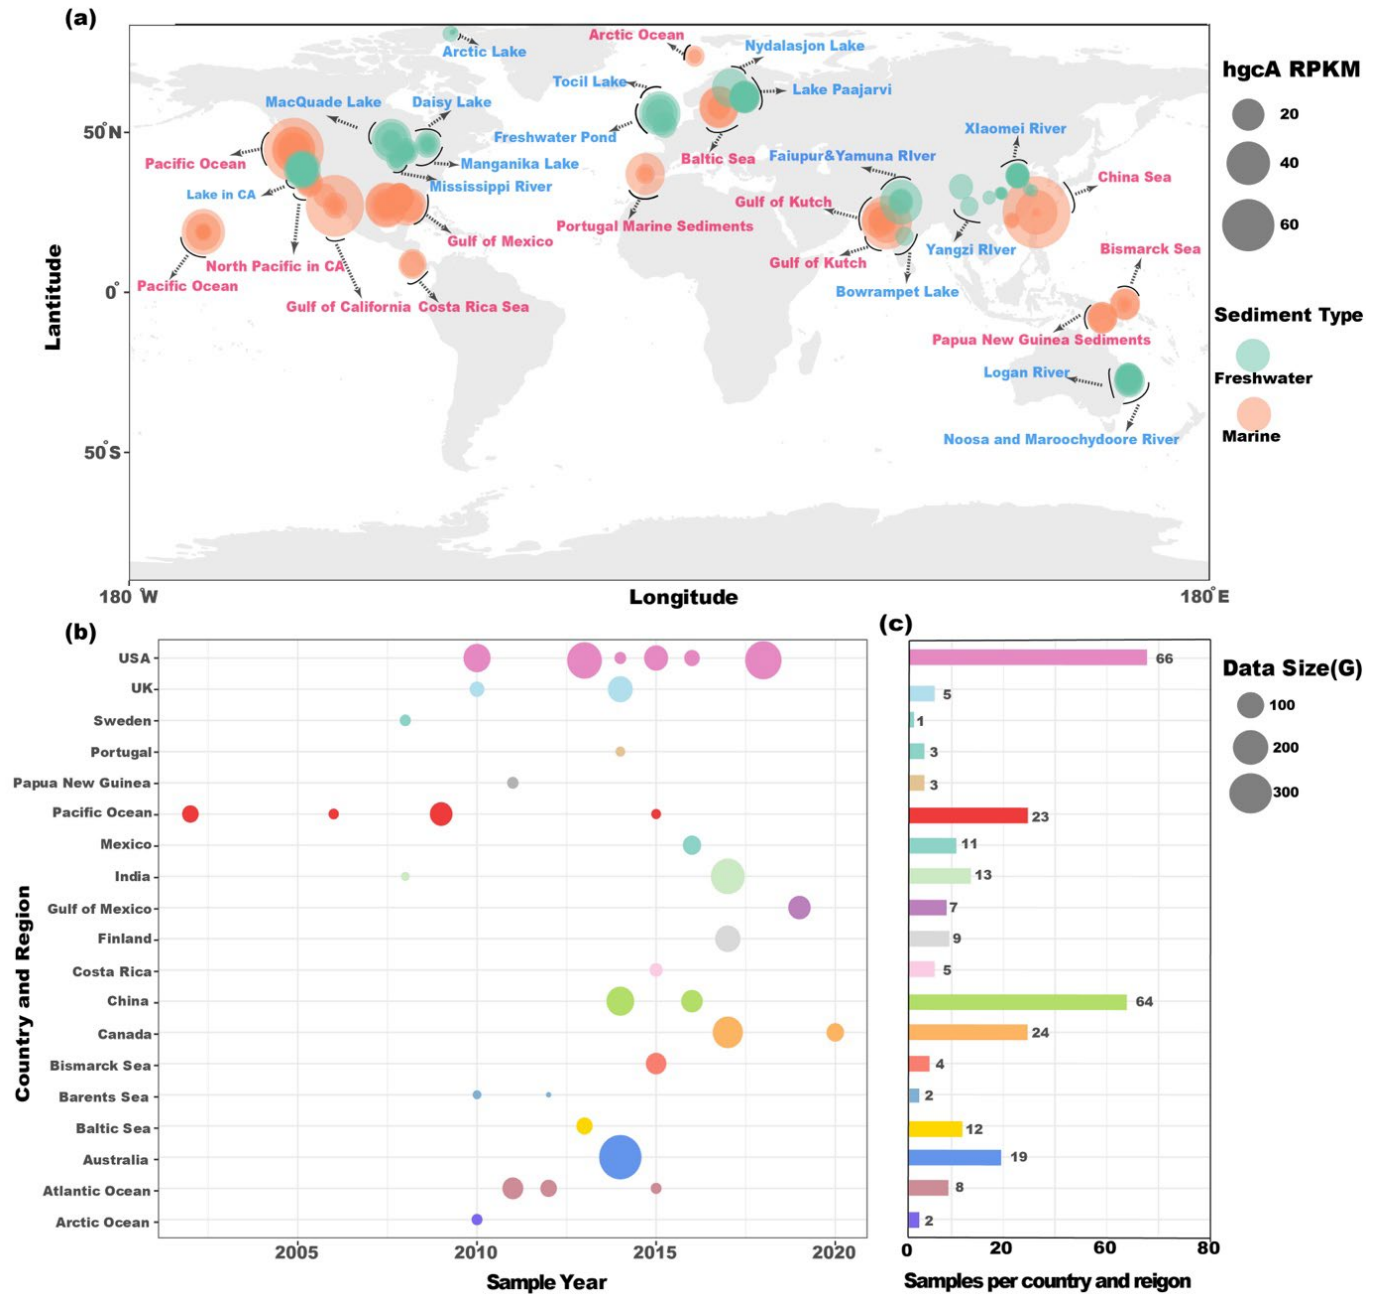 (a)
Arctic Lake
Arctic Ocean
Nydalasjon Lake
hgcA RPKM
Tocil Lake
Lake Paajarvi
MacQuade Lake
Daisy Lake
20
50°N
Freshwater Pond
XIaomei River
Pacific Ocean
Manganika Lake
Baltic Sea
Faiupur&Yamuna RIver
40
Lake in CA
Mississippi River
China Sea
Gulf of Kutch
60
Portugal Marine Sediments
Gulf of Mexico
Yangzi RIver
Bismarck Sea
North Pacific in CA
Gulf of Kutch
Pacific Ocean
0°
Bowrampet Lake
Gulf of California
Costa Rica Sea
Sediment Type
Lantitude
Papua New Guinea Sediments
Logan River
Freshwater
Noosa and Maroochydoore River
Marine
50°S
180°W
Longitude
180°E
(b)
(c)
USA
66
Data Size(G)
UK
5
100
Sweden
1
Portugal
3
200
Papua New Guinea
3
300
Pacific Ocean
23
Mexico
11
India
13
Gulf of Mexico
7
Finland
9
Costa Rica
5
China
64
Canada
24
Bismarck Sea
4
Barents Sea
2
Baltic Sea
12
Australia
19
Atlantic Ocean
8
Arctic Ocean
2
Country and Region
2005
2010
2015
2020
0
20
60
80
Sample Year
Samples per country and reigon